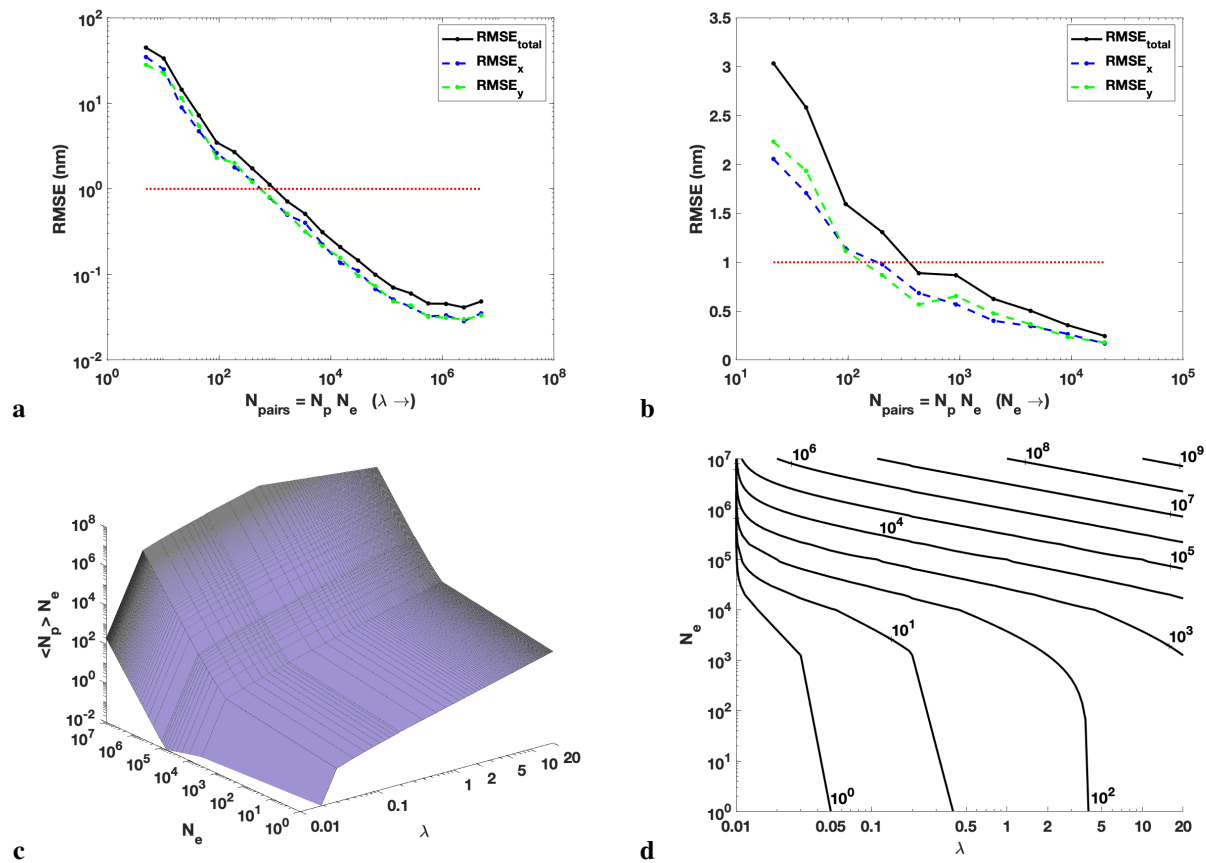 10^2
10^1
10^0
10^-1
10^-2
RMSE (nm)
RMSE_total
RMSE_x
RMSE_y
10^0 10^2 10^4 10^6 10^8
N_pairs = N_p N_e (λ →)
a
3.5
3
2.5
2
1.5
1
0.5
0
RMSE (nm)
RMSE_total
RMSE_x
RMSE_y
10^1 10^2 10^3 10^4 10^5
N_pairs = N_p N_e (N_e →)
b
10^8
10^6
10^4
10^2
10^0
10^-2
<N_p> N_e
10^7 10^6 10^5 10^4 10^3 10^2 10^1 10^0
N_e
0.01 0.1 1 2 5 10 20
λ
c
10^7
10^6
10^5
10^4
10^3
10^2
10^1
10^0
N_e
10^6 10^8 10^9
10^7
10^4
10^5
10^1 10^3
10^0 10^2
0.01 0.05 0.1 0.5 1 2 5 10 20
λ
d